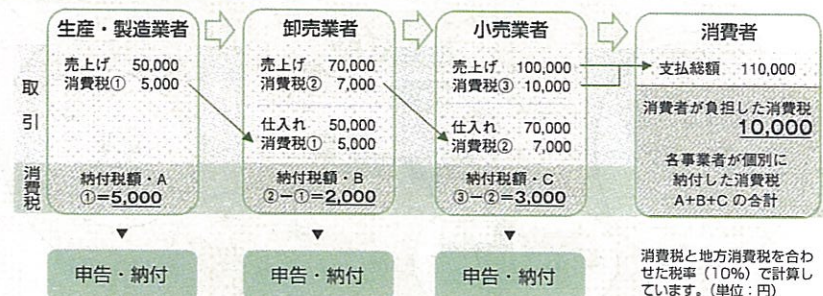 生産・製造業者
卸売業者
小売業者
消費者
取引
売上げ 50,000
消費税① 5,000
売上げ 70,000
消費税② 7,000
仕入れ 50,000
消費税① 5,000
売上げ 100,000
消費税③ 10,000
仕入れ 70,000
消費税② 7,000
支払総額 110,000
消費者が負担した消費税
10,000
各事業者が個別に
納付した消費税
A+B+C の合計
消費税
納付税額・A
①=5,000
納付税額・B
②−①=2,000
納付税額・C
③−②=3,000
申告・納付
申告・納付
申告・納付
消費税と地方消費税を合わ
せた税率（10%）で計算し
ています。（単位：円）